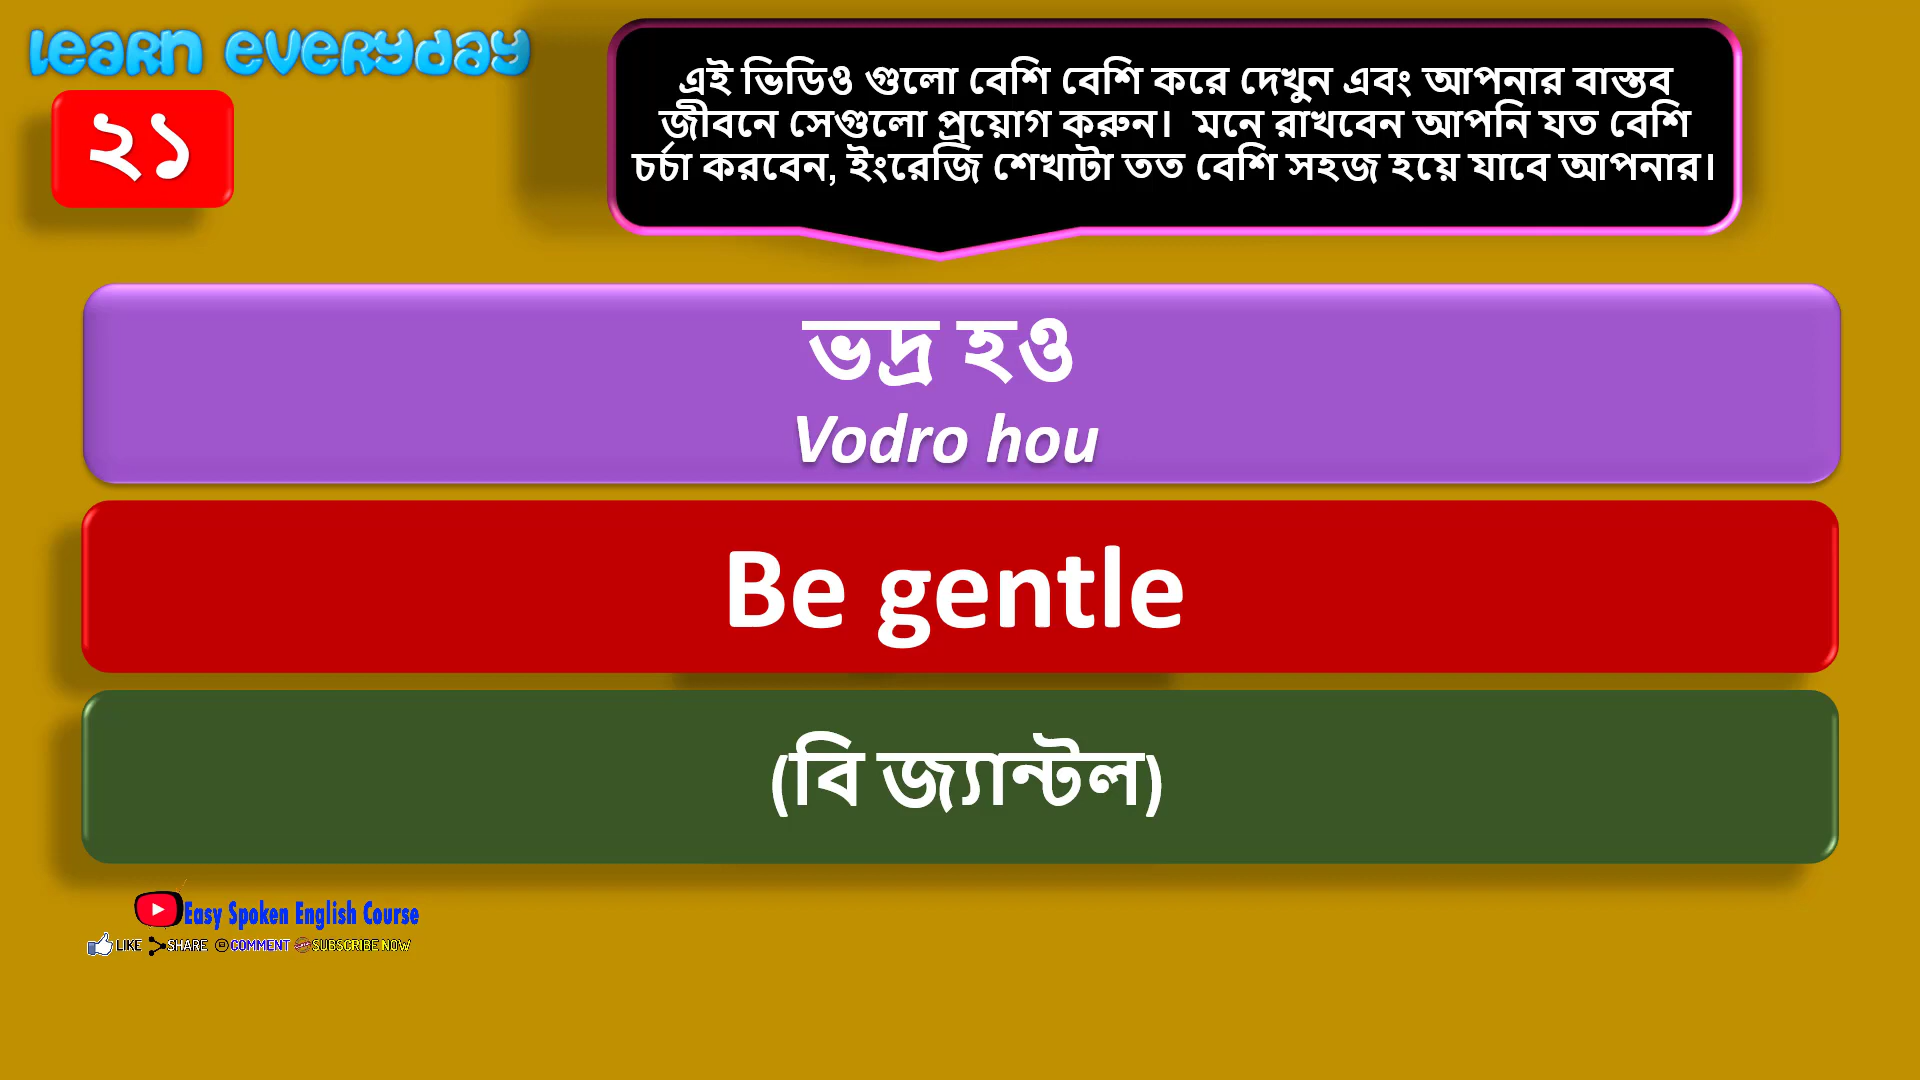 Learn everyday
২১
এই ভিডিও গুলো বেশি বেশি করে দেখুন এবং আপনার বাস্তব
জীবনে সেগুলো প্রয়োগ করুন।  মনে রাখবেন আপনি যত বেশি
চর্চা করবেন, ইংরেজি শেখাটা তত বেশি সহজ হয়ে যাবে আপনার।
ভদ্র হও
Vodro hou
Be gentle
(বি জ্যান্টল)
Easy Spoken English Course
LIKE SHARE COMMENT SUBSCRIBE NOW